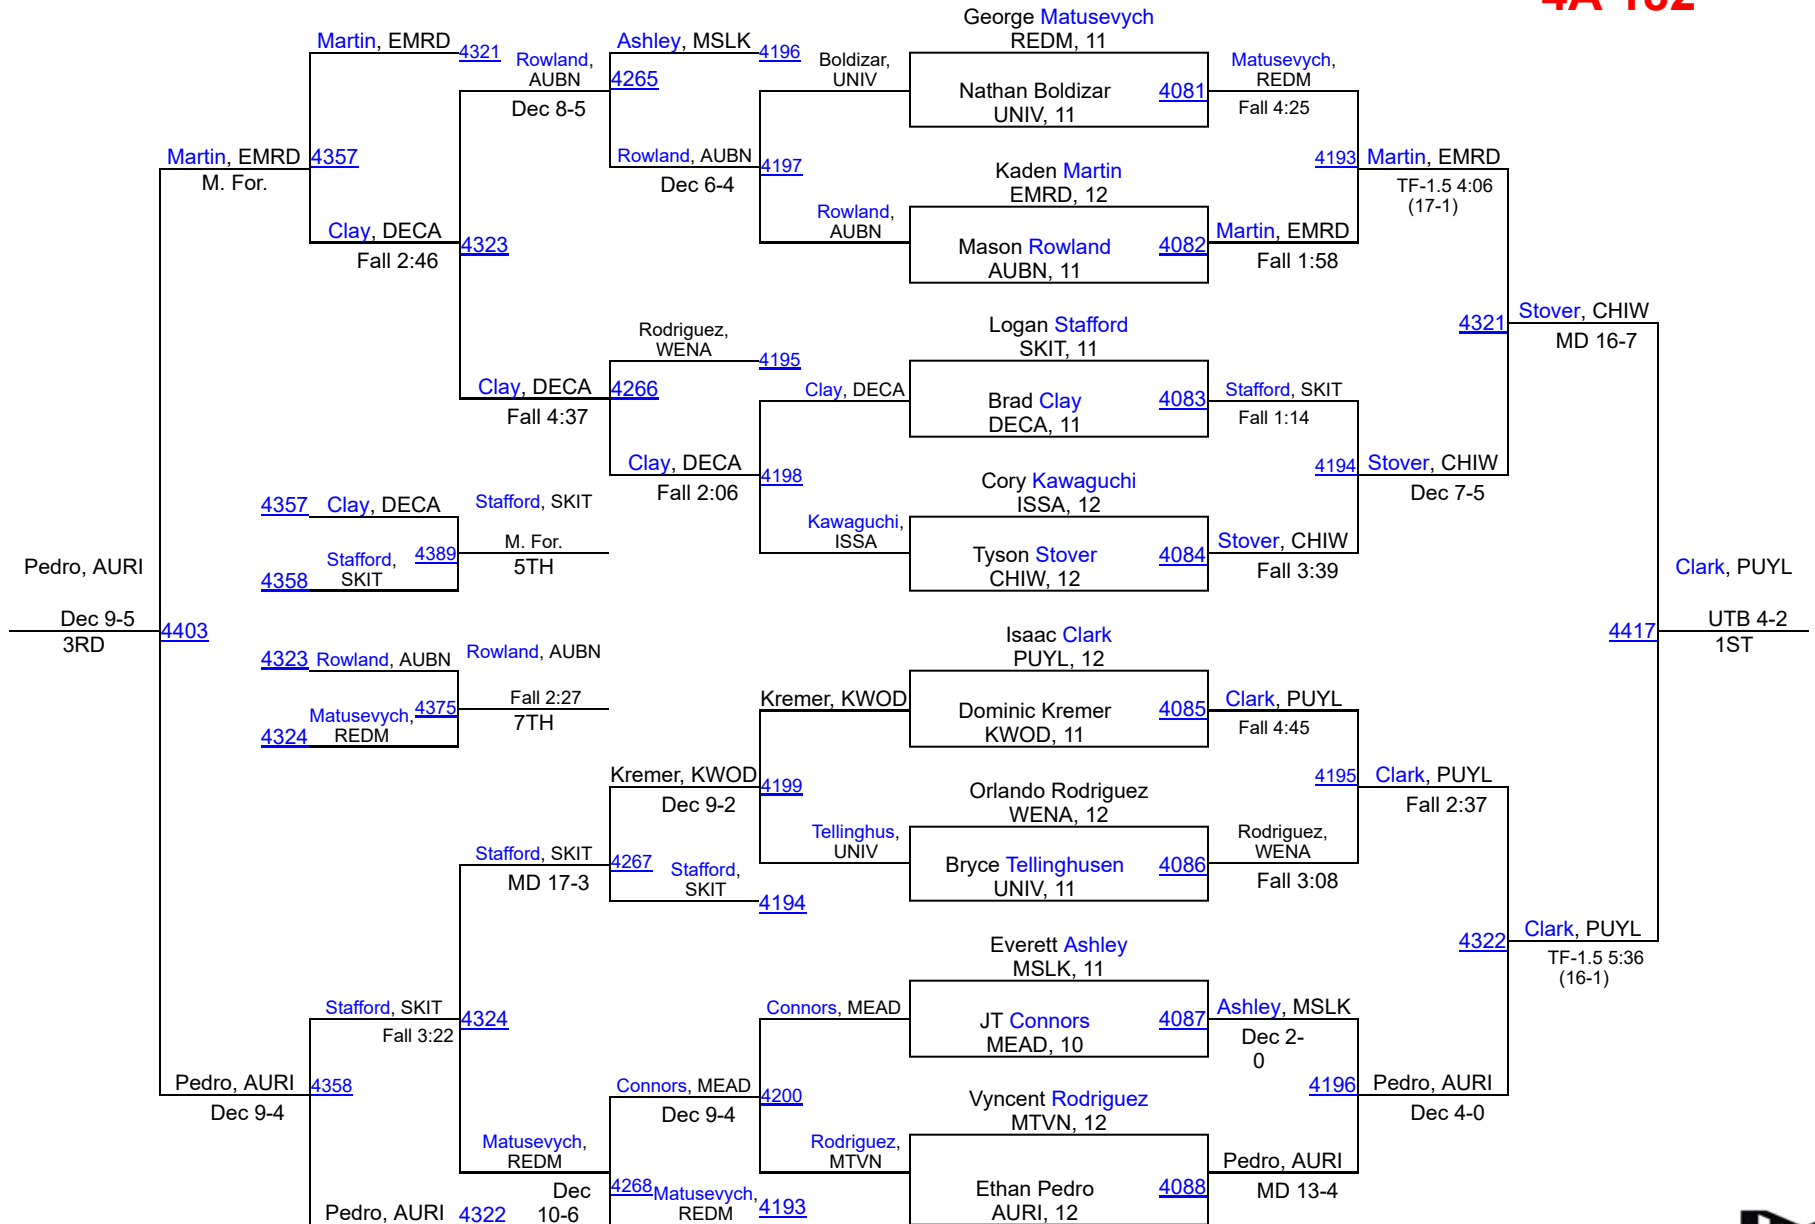 George Matusevych
REDM, 11
Martin, EMRD
4321
Rowland,
AUBN
Dec 8-5
Ashley, MSLK
4196
4265
Boldizar,
UNIV
Nathan Boldizar
UNIV, 11
4081
Matusevych,
REDM
Fall 4:25
Martin, EMRD
4357
M. For.
Rowland, AUBN
4197
Dec 6-4
Kaden Martin
EMRD, 12
4193
Martin, EMRD
TF-1.5 4:06
(17-1)
Clay, DECA
4323
Fall 2:46
Rowland,
AUBN
Mason Rowland
AUBN, 11
4082
Martin, EMRD
Fall 1:58
Rodriguez,
WENA
4195
Logan Stafford
SKIT, 11
4321
Stover, CHIW
MD 16-7
Clay, DECA
4266
Fall 4:37
Clay, DECA
Brad Clay
DECA, 11
4083
Stafford, SKIT
Fall 1:14
Clay, DECA
4198
Fall 2:06
Cory Kawaguchi
ISSA, 12
4194
Stover, CHIW
Dec 7-5
4357
Clay, DECA
Stafford, SKIT
Kawaguchi,
ISSA
Tyson Stover
CHIW, 12
4084
Stover, CHIW
Fall 3:39
4358
Stafford,
SKIT
4389
M. For.
5TH
Pedro, AURI
Dec 9-5
3RD
4403
Clark, PUYL
4417
UTB 4-2
1ST
4323
Rowland, AUBN
Rowland, AUBN
Isaac Clark
PUYL, 12
4324
Matusevych,
REDM
4375
Fall 2:27
7TH
Kremer, KWOD
Dominic Kremer
KWOD, 11
4085
Clark, PUYL
Fall 4:45
Kremer, KWOD
4199
Dec 9-2
Orlando Rodriguez
WENA, 12
4195
Clark, PUYL
Fall 2:37
Stafford, SKIT
4267
MD 17-3
Stafford,
SKIT
4194
Tellinghus,
UNIV
Bryce Tellinghusen
UNIV, 11
4086
Rodriguez,
WENA
Fall 3:08
Everett Ashley
MSLK, 11
4322
Clark, PUYL
TF-1.5 5:36
(16-1)
Stafford, SKIT
4324
Fall 3:22
Connors, MEAD
JT Connors
MEAD, 10
4087
Ashley, MSLK
Dec 2-
0
Pedro, AURI
4358
Dec 9-4
Connors, MEAD
4200
Dec 9-4
Vyncent Rodriguez
MTVN, 12
4196
Pedro, AURI
Dec 4-0
Matusevych,
REDM
Dec
10-6
Rodriguez,
MTVN
Ethan Pedro
AURI, 12
4088
Pedro, AURI
MD 13-4
Pedro, AURI
4322
4268
Matusevych,
REDM
4193